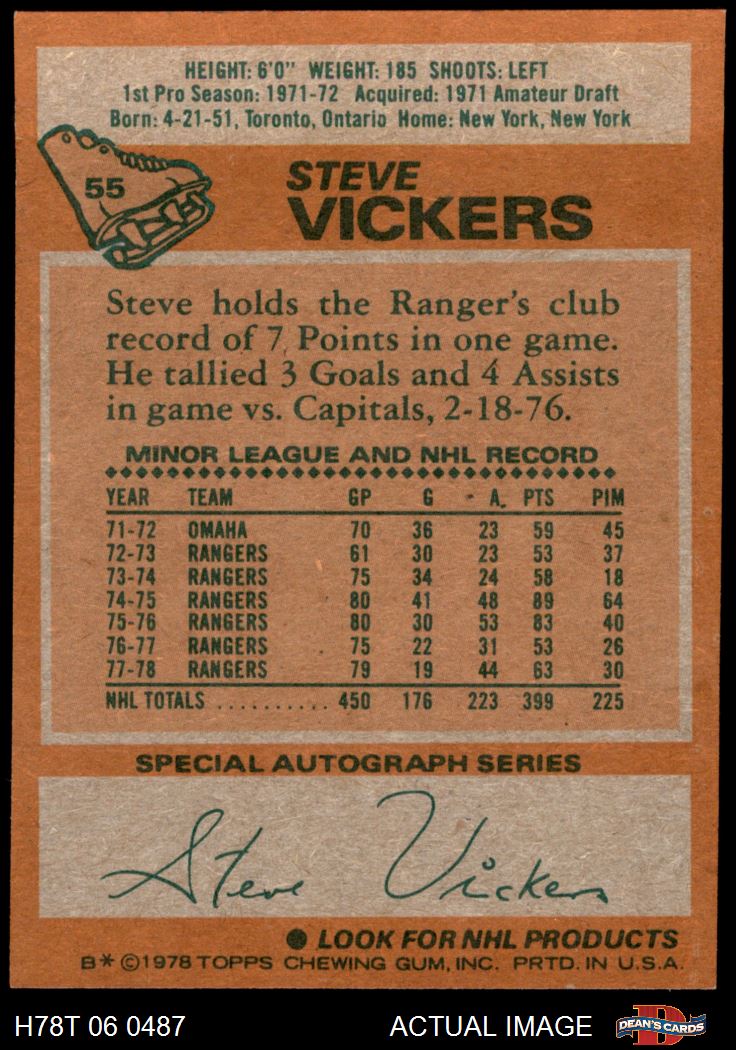 HEIGHT: 6'0" WEIGHT: 185 SHOOTS: LEFT
1st Pro Season: 1971-72 Acquired: 1971 Amateur Draft
Born: 4-21-51, Toronto, Ontario Home: New York, New York
55
STEVE
VICKERS
Steve holds the Ranger's club
record of 7 Points in one game.
He tallied 3 Goals and 4 Assists
in game vs. Capitals, 2-18-76.
MINOR LEAGUE AND NHL RECORD
YEAR TEAM GP G A. PTS PIM
71-72 OMAHA 70 36 23 59 45
72-73 RANGERS 61 30 23 53 37
73-74 RANGERS 75 34 24 58 18
74-75 RANGERS 80 41 48 89 64
75-76 RANGERS 80 30 53 83 40
76-77 RANGERS 75 22 31 53 26
77-78 RANGERS 79 19 44 63 30
NHL TOTALS .......... 450 176 223 399 225
SPECIAL AUTOGRAPH SERIES
Steve Vickers
● LOOK FOR NHL PRODUCTS
B* ©1978 TOPPS CHEWING GUM, INC. PRTD. IN U.S.A.
H78T 06 0487 ACTUAL IMAGE DEAN'S CARDS